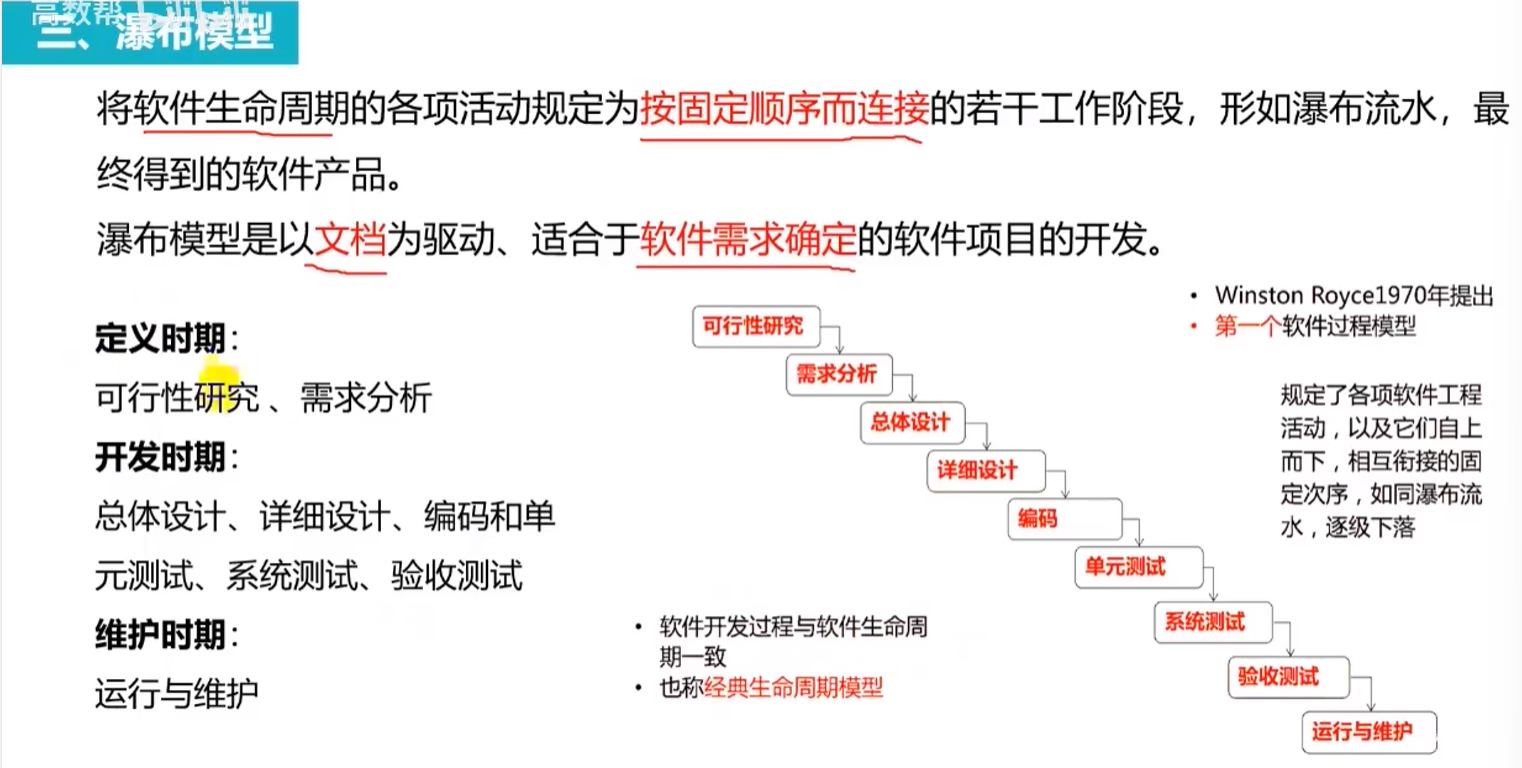 高数帮
三、瀑布模型
将软件生命周期的各项活动规定为按固定顺序而连接的若干工作阶段，形如瀑布流水，最
终得到的软件产品。
瀑布模型是以文档为驱动、适合于软件需求确定的软件项目的开发。
• Winston Royce1970年提出
• 第一个软件过程模型
定义时期：
可行性研究 、需求分析
开发时期：
总体设计、详细设计、编码和单
元测试、系统测试、验收测试
维护时期：
运行与维护
可行性研究
需求分析
总体设计
详细设计
编码
单元测试
系统测试
验收测试
运行与维护
规定了各项软件工程
活动，以及它们自上
而下，相互衔接的固
定次序，如同瀑布流
水，逐级下落
• 软件开发过程与软件生命周
期一致
• 也称经典生命周期模型